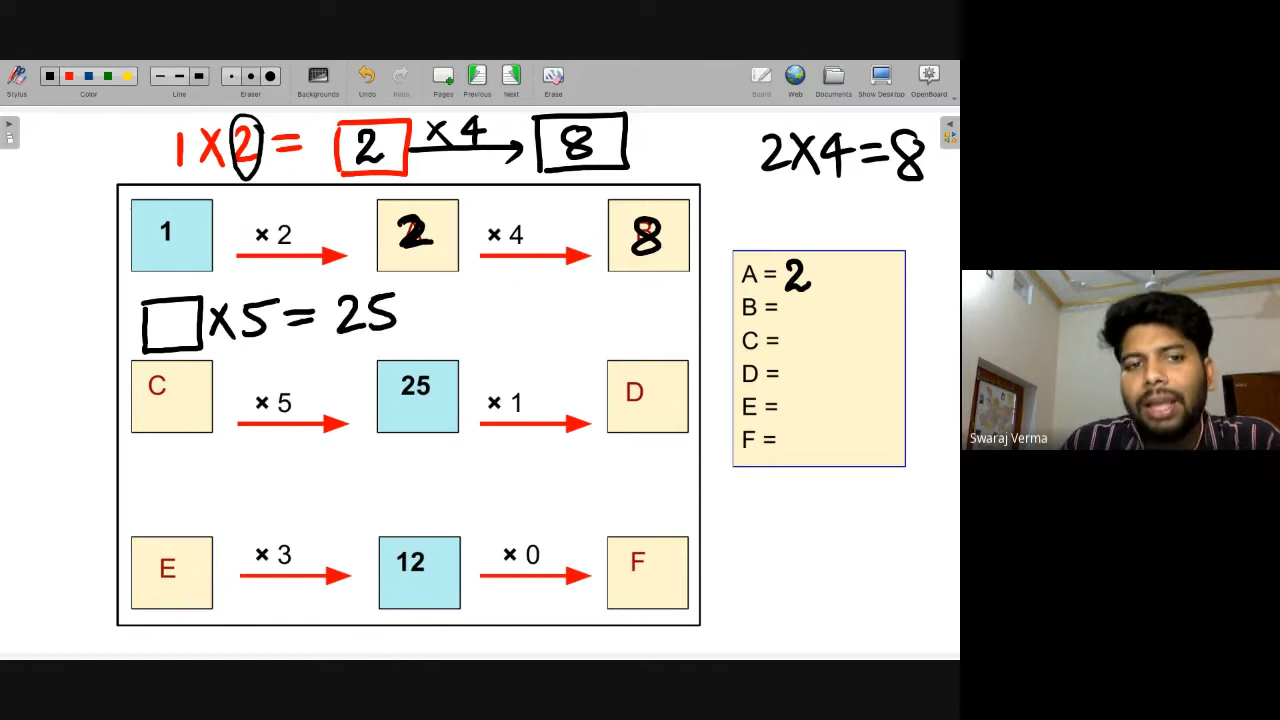 Stylus Color Line Eraser Backgrounds Undo Redo Pages Previous Next Erase Board Web Documents Show Desktop OpenBoard
1 X 2 = 2 X 4 8 2 X 4 = 8
1 × 2 2 × 4 8
A = 2
B =
□ X 5 = 25
C =
D =
E =
F =
C × 5 25 × 1 D
E × 3 12 × 0 F
Swaraj Verma